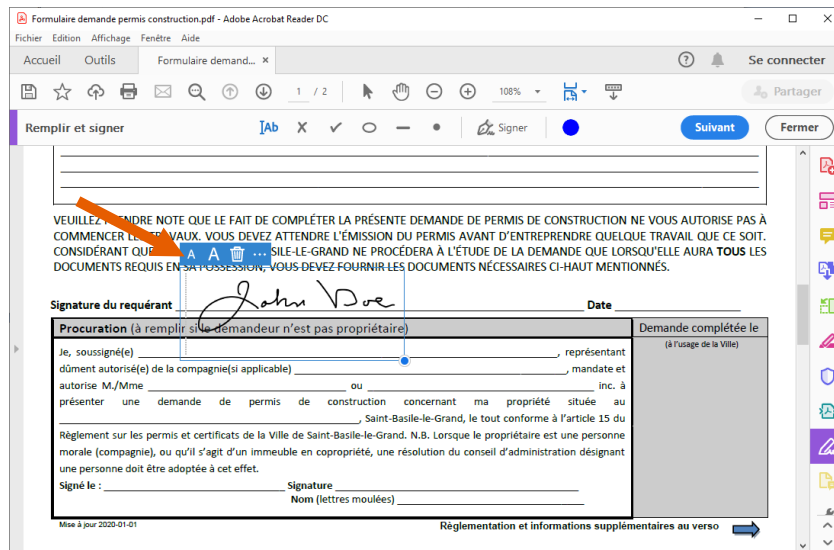 Formulaire demande permis construction.pdf - Adobe Acrobat Reader DC
Fichier Edition Affichage Fenêtre Aide
Accueil Outils Formulaire demand... × Se connecter
1 / 2 108% Partager
Remplir et signer Ab Signer Suivant Fermer
VEUILLEZ PRENDRE NOTE QUE LE FAIT DE COMPLÉTER LA PRÉSENTE DEMANDE DE PERMIS DE CONSTRUCTION NE VOUS AUTORISE PAS À
COMMENCER LES TRAVAUX. VOUS DEVEZ ATTENDRE L'ÉMISSION DU PERMIS AVANT D'ENTREPRENDRE QUELQUE TRAVAIL QUE CE SOIT.
CONSIDÉRANT QUE A A ... SILE-LE-GRAND NE PROCÉDERA À L'ÉTUDE DE LA DEMANDE QUE LORSQU'ELLE AURA TOUS LES
DOCUMENTS REQUIS EN SA POSSESSION, VOUS DEVEZ FOURNIR LES DOCUMENTS NÉCESSAIRES CI-HAUT MENTIONNÉS.
Signature du requérant John Doe Date
Procuration (à remplir si le demandeur n'est pas propriétaire) Demande complétée le
(à l'usage de la Ville)
Je, soussigné(e) , représentant
dûment autorisé(e) de la compagnie(si applicable) , mandate et
autorise M./Mme ou inc. à
présenter une demande de permis de construction concernant ma propriété située au
, Saint-Basile-le-Grand, le tout conforme à l'article 15 du
Règlement sur les permis et certificats de la Ville de Saint-Basile-le-Grand. N.B. Lorsque le propriétaire est une personne
morale (compagnie), ou qu'il s'agit d'un immeuble en copropriété, une résolution du conseil d'administration désignant
une personne doit être adoptée à cet effet.
Signé le : Signature
Nom (lettres moulées)
Mise à jour 2020-01-01 Règlementation et informations supplémentaires au verso